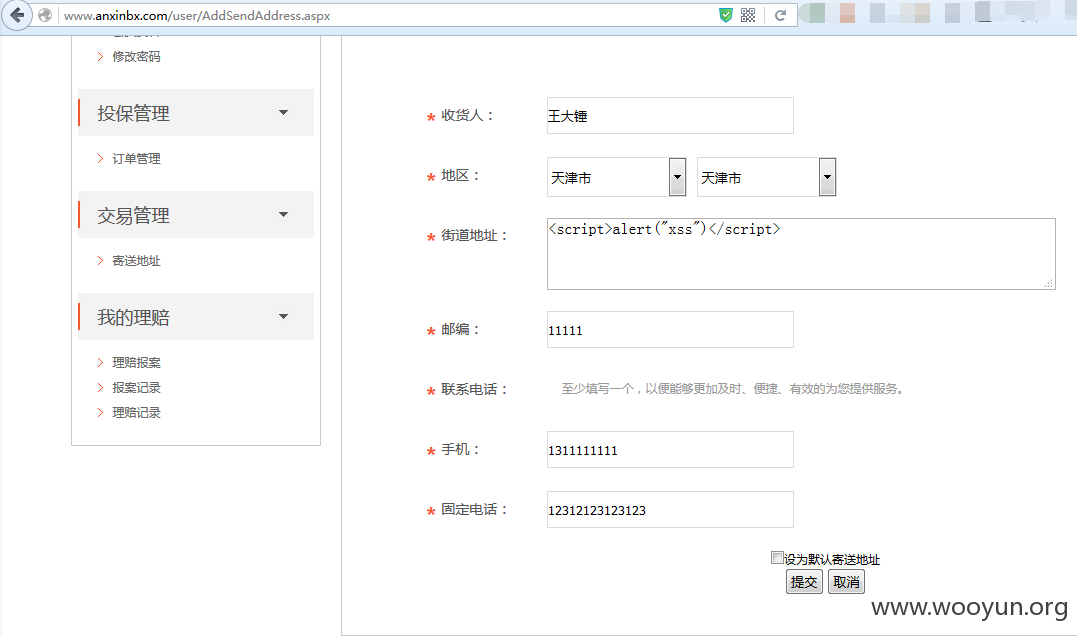 www.anxinbx.com/user/AddSendAddress.aspx
修改密码
投保管理
订单管理
交易管理
寄送地址
我的理赔
理赔报案
报案记录
理赔记录
* 收货人： 王大锤
* 地区： 天津市 天津市
* 街道地址： <script>alert("xss")</script>
* 邮编： 11111
* 联系电话： 至少填写一个，以便能够更加及时、便捷、有效的为您提供服务。
* 手机： 1311111111
* 固定电话： 12312123123123
设为默认寄送地址
提交 取消
www.wooyun.org